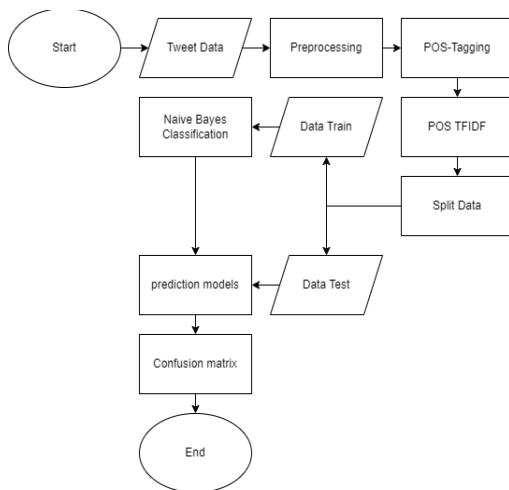 Start
Tweet Data
Preprocessing
POS-Tagging
Naive Bayes
Classification
Data Train
POS TFIDF
Split Data
prediction models
Data Test
Confusion matrix
End